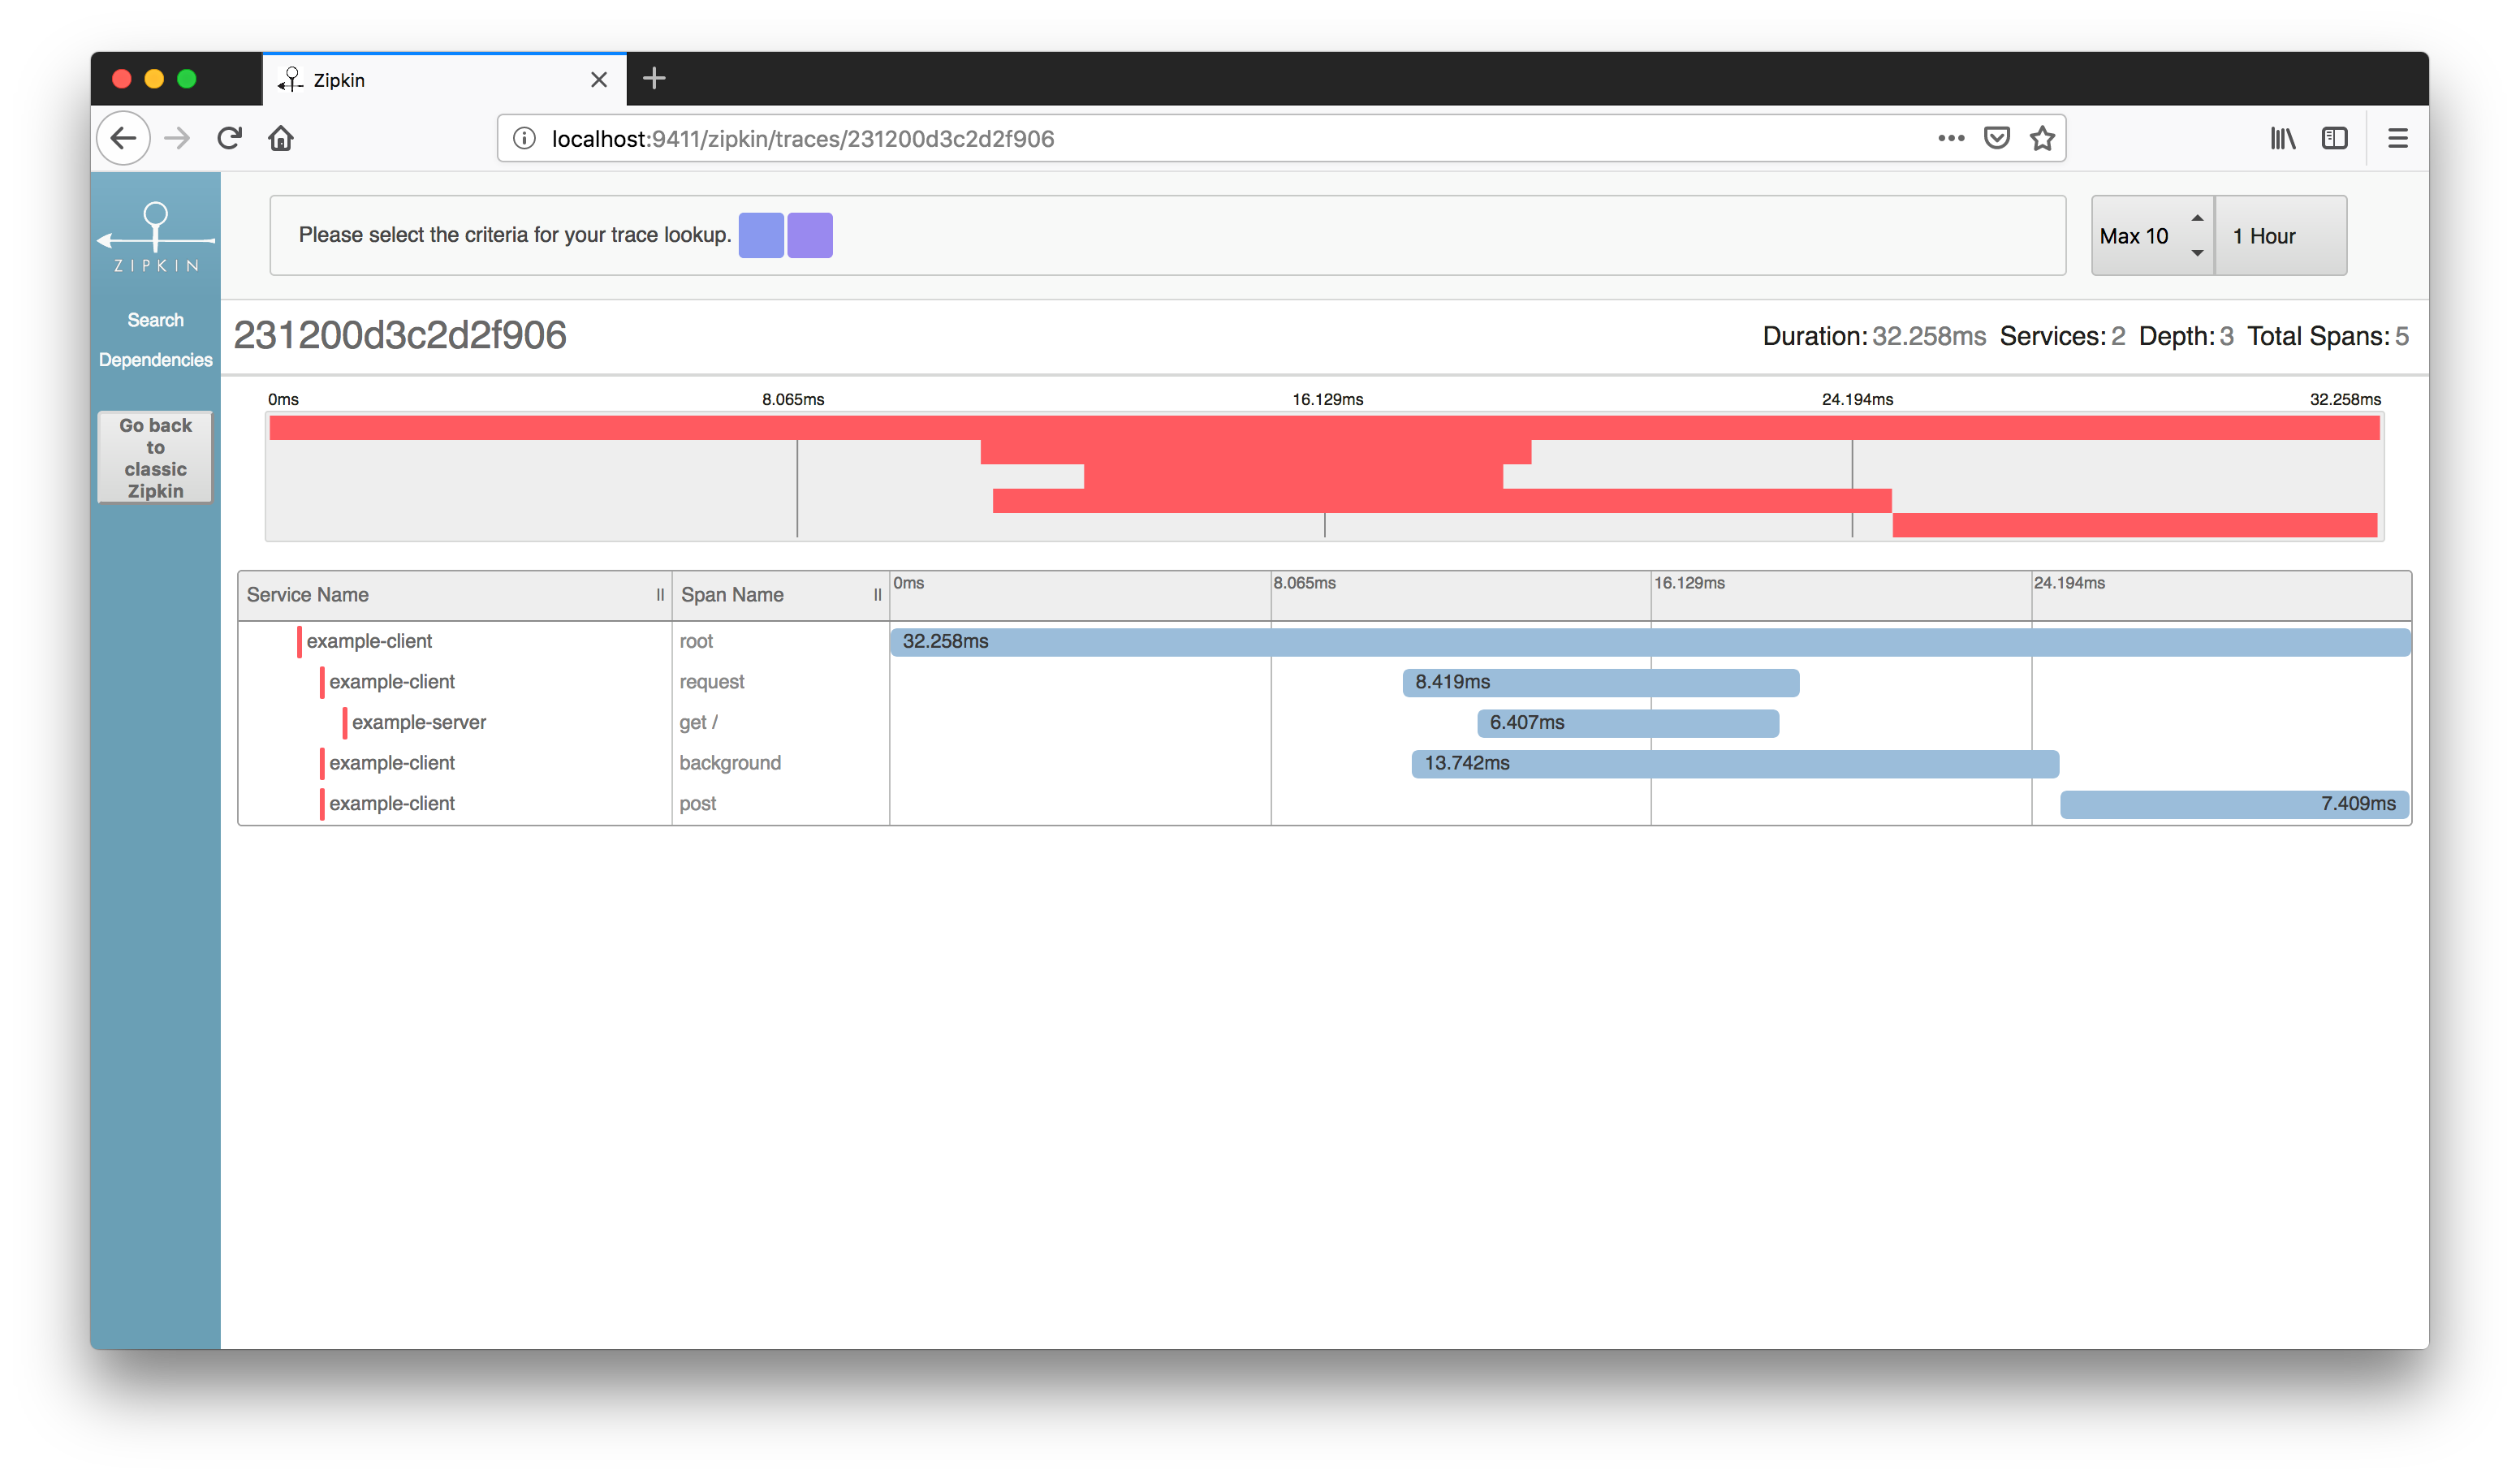 Zipkin
localhost:9411/zipkin/traces/231200d3c2d2f906
ZIPKIN
Search
Dependencies
Go back
to
classic
Zipkin
Please select the criteria for your trace lookup.
Max 10
1 Hour
231200d3c2d2f906
Duration: 32.258ms Services: 2 Depth: 3 Total Spans: 5
0ms 8.065ms 16.129ms 24.194ms 32.258ms
Service Name Span Name 0ms 8.065ms 16.129ms 24.194ms
example-client root 32.258ms
example-client request 8.419ms
example-server get / 6.407ms
example-client background 13.742ms
example-client post 7.409ms